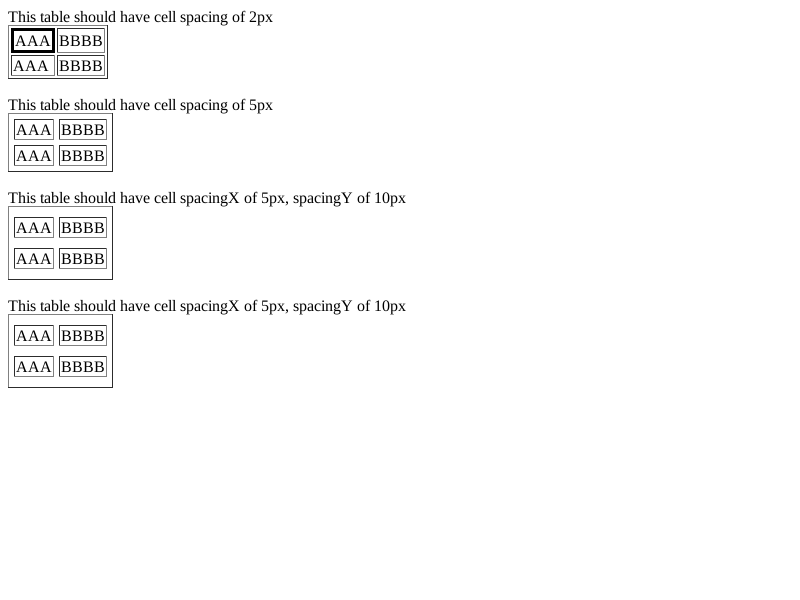 This table should have cell spacing of 2px
AAA BBBB
AAA BBBB
This table should have cell spacing of 5px
AAA BBBB
AAA BBBB
This table should have cell spacingX of 5px, spacingY of 10px
AAA BBBB
AAA BBBB
This table should have cell spacingX of 5px, spacingY of 10px
AAA BBBB
AAA BBBB